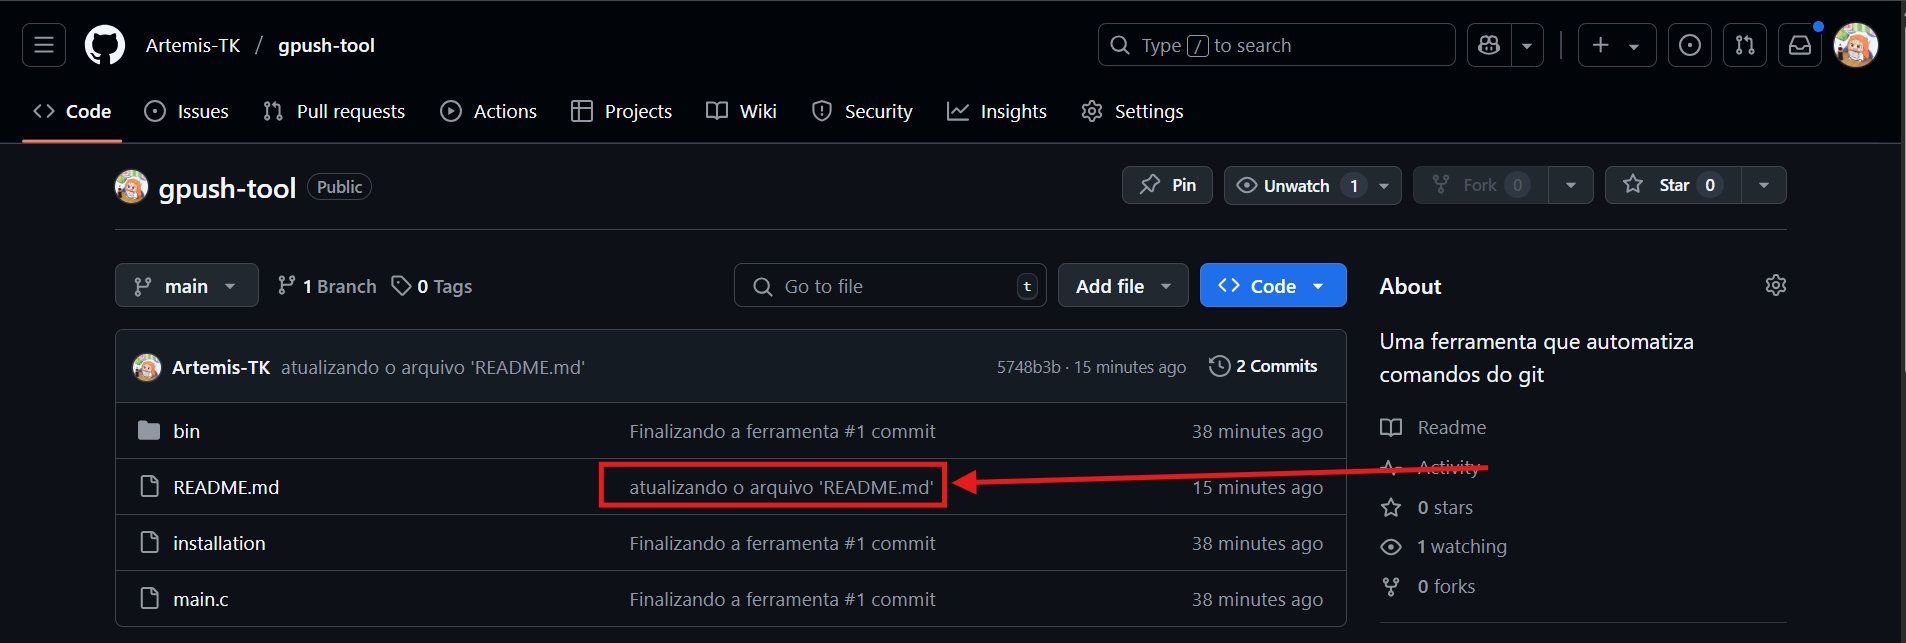 Artemis-TK / gpush-tool
Type / to search
Code Issues Pull requests Actions Projects Wiki Security Insights Settings
gpush-tool Public
Pin Unwatch 1 Fork 0 Star 0
main 1 Branch 0 Tags
Go to file t Add file Code
Artemis-TK atualizando o arquivo 'README.md' 5748b3b · 15 minutes ago 2 Commits
bin Finalizando a ferramenta #1 commit 38 minutes ago
README.md atualizando o arquivo 'README.md' 15 minutes ago
installation Finalizando a ferramenta #1 commit 38 minutes ago
main.c Finalizando a ferramenta #1 commit 38 minutes ago
About
Uma ferramenta que automatiza
comandos do git
Readme
Activity
0 stars
1 watching
0 forks